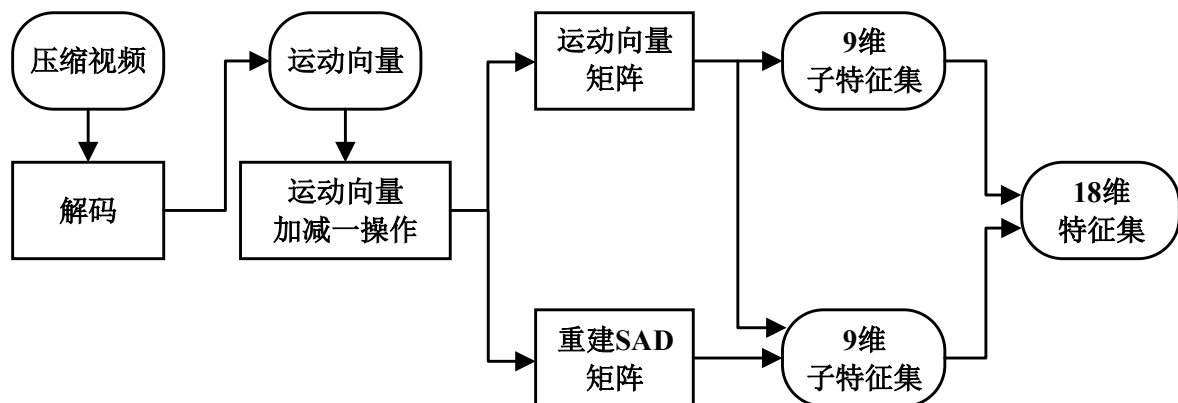 压缩视频
解码
运动向量
运动向量
加减一操作
运动向量
矩阵
重建SAD
矩阵
9维
子特征集
9维
子特征集
18维
特征集